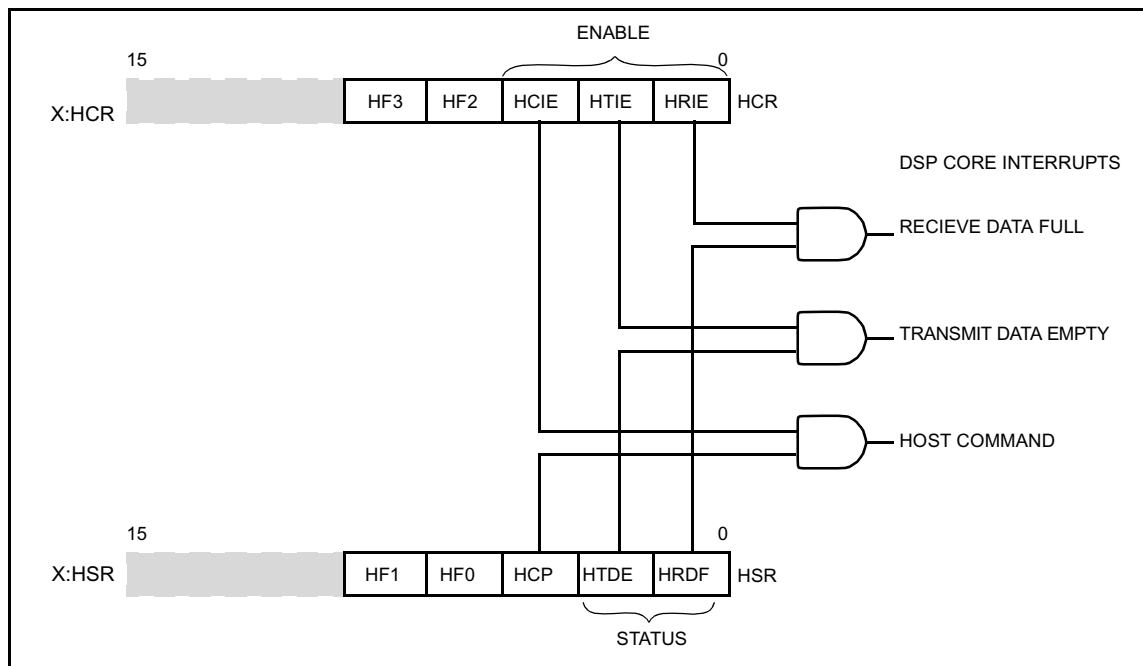 ENABLE
15 0
X:HCR HF3 HF2 HCIE HTIE HRIE HCR
DSP CORE INTERRUPTS
RECIEVE DATA FULL
TRANSMIT DATA EMPTY
HOST COMMAND
15 0
X:HSR HF1 HF0 HCP HTDE HRDF HSR
STATUS